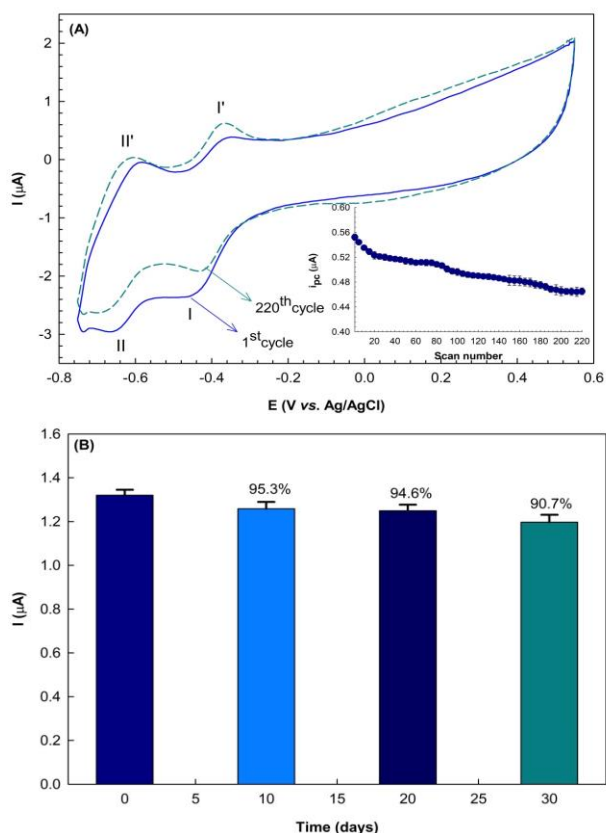 (A)
2
1
0
-1
-2
-3
I (µA)
I'
II'
I
II
220th cycle
1st cycle
0.60
0.56
0.52
0.48
0.44
0.40
ipc (µA)
20 40 60 80 100 120 140 160 180 200 220
Scan number
-0.8 -0.6 -0.4 -0.2 0.0 0.2 0.4 0.6
E (V vs. Ag/AgCl)
(B)
1.6
1.4
1.2
1.0
0.8
0.6
0.4
0.2
0.0
I (µA)
95.3%
94.6%
90.7%
0 5 10 15 20 25 30
Time (days)